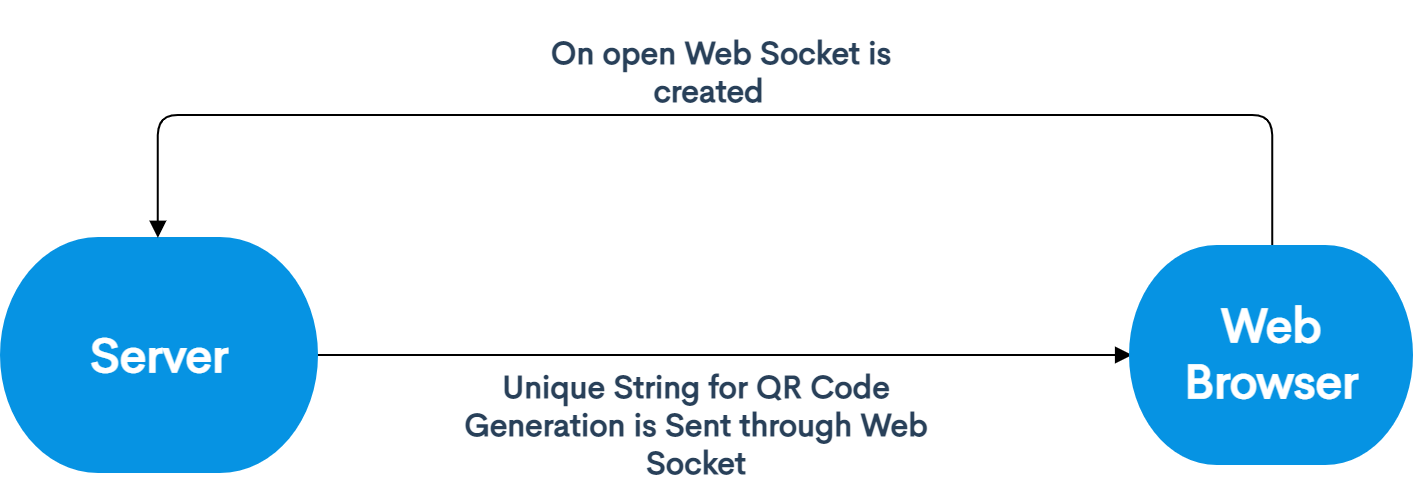 On open Web Socket is
created
Server
Web
Browser
Unique String for QR Code
Generation is Sent through Web
Socket